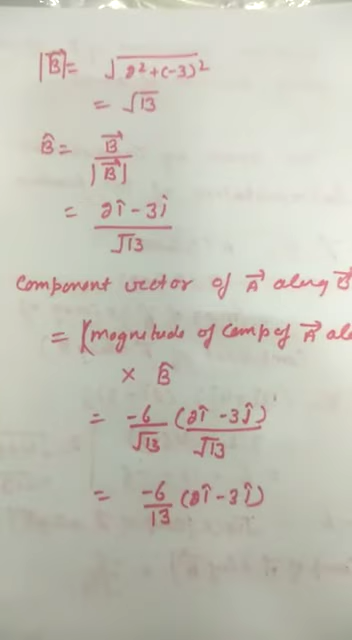 |B⃗| = √2²+(-3)²
= √13
B̂ = B⃗
|B⃗|
= 2î - 3ĵ
√13
Component vector of A⃗ along B⃗
= (magnitude of comp of A⃗ al
× B̂
= -6/√13 (2î - 3ĵ)/√13
= -6/13 (2î - 3ĵ)